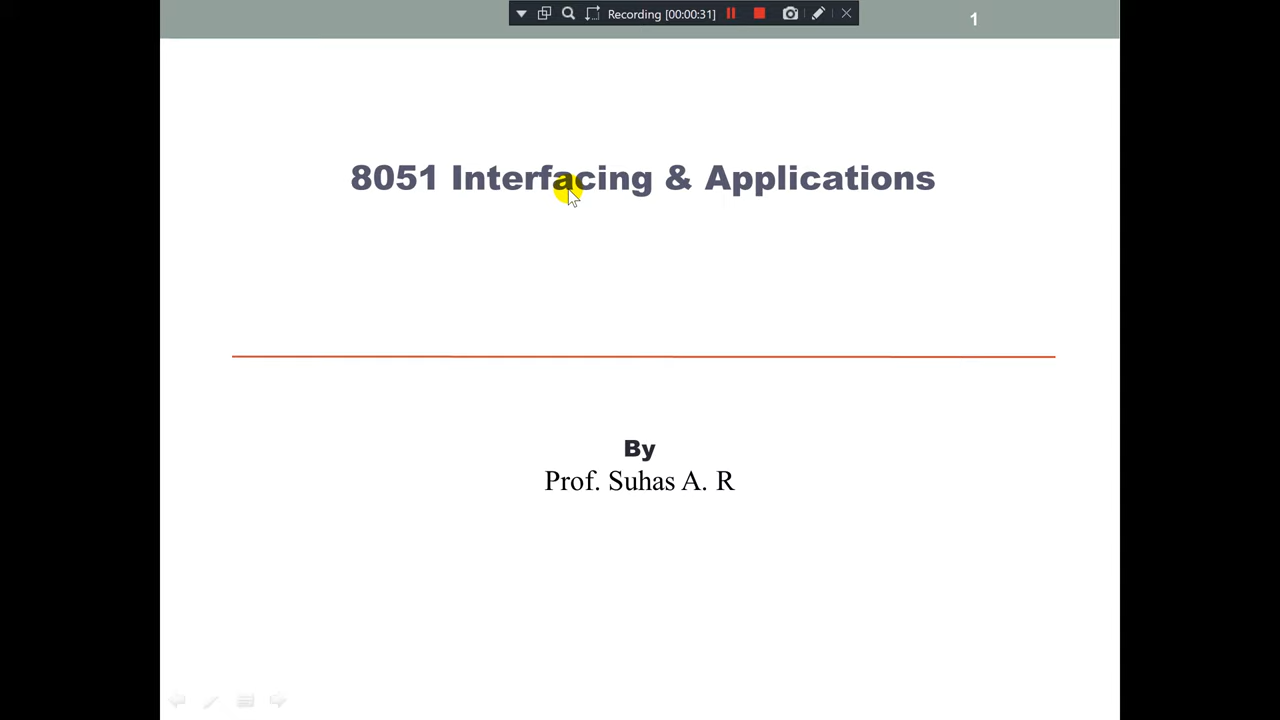 Recording [00:00:31]
1
8051 Interfacing & Applications
By
Prof. Suhas A. R